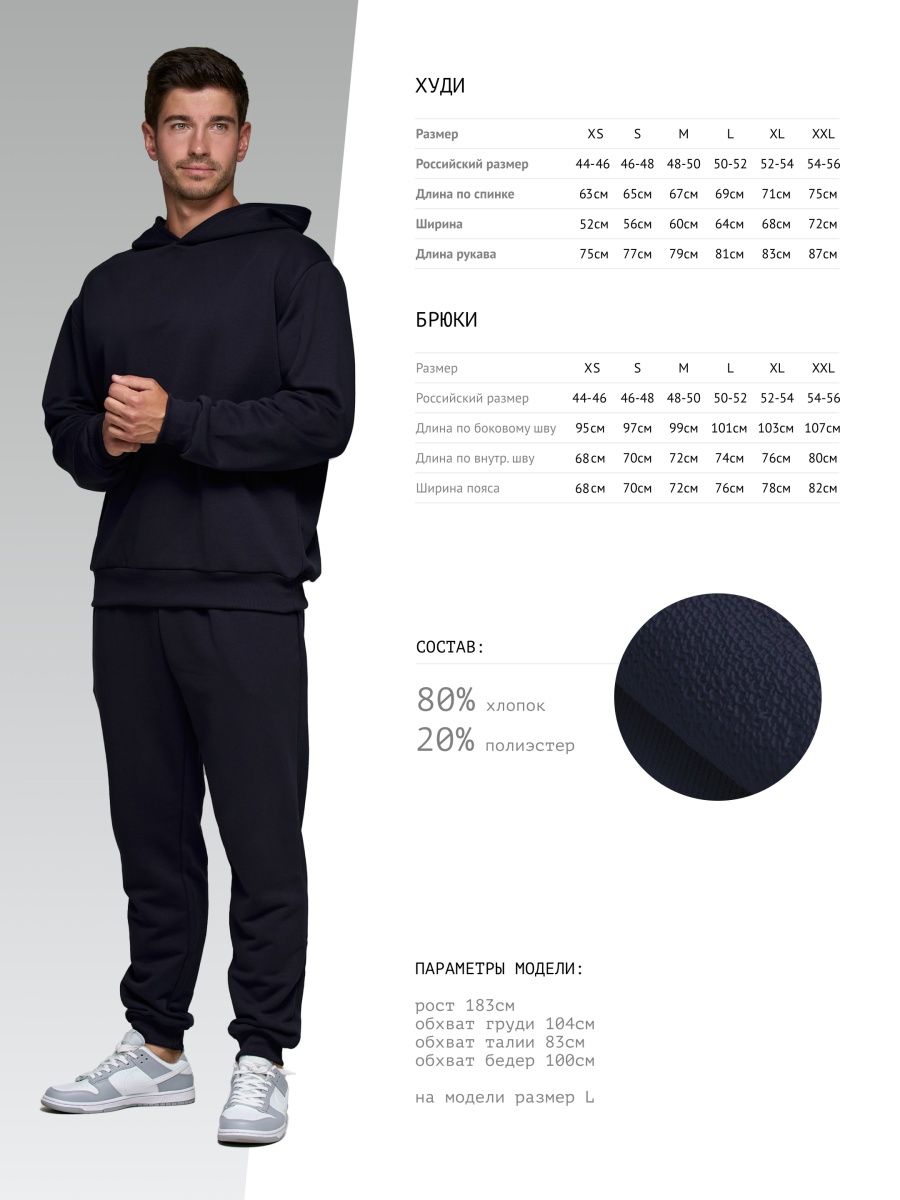 ХУДИ
Размер XS S M L XL XXL
Российский размер 44-46 46-48 48-50 50-52 52-54 54-56
Длина по спинке 63см 65см 67см 69см 71см 75см
Ширина 52см 56см 60см 64см 68см 72см
Длина рукава 75см 77см 79см 81см 83см 87см
БРЮКИ
Размер XS S M L XL XXL
Российский размер 44-46 46-48 48-50 50-52 52-54 54-56
Длина по боковому шву 95см 97см 99см 101см 103см 107см
Длина по внутр. шву 68см 70см 72см 74см 76см 80см
Ширина пояса 68см 70см 72см 76см 78см 82см
СОСТАВ:
80% хлопок
20% полиэстер
ПАРАМЕТРЫ МОДЕЛИ:
рост 183см
обхват груди 104см
обхват талии 83см
обхват бедер 100см
на модели размер L